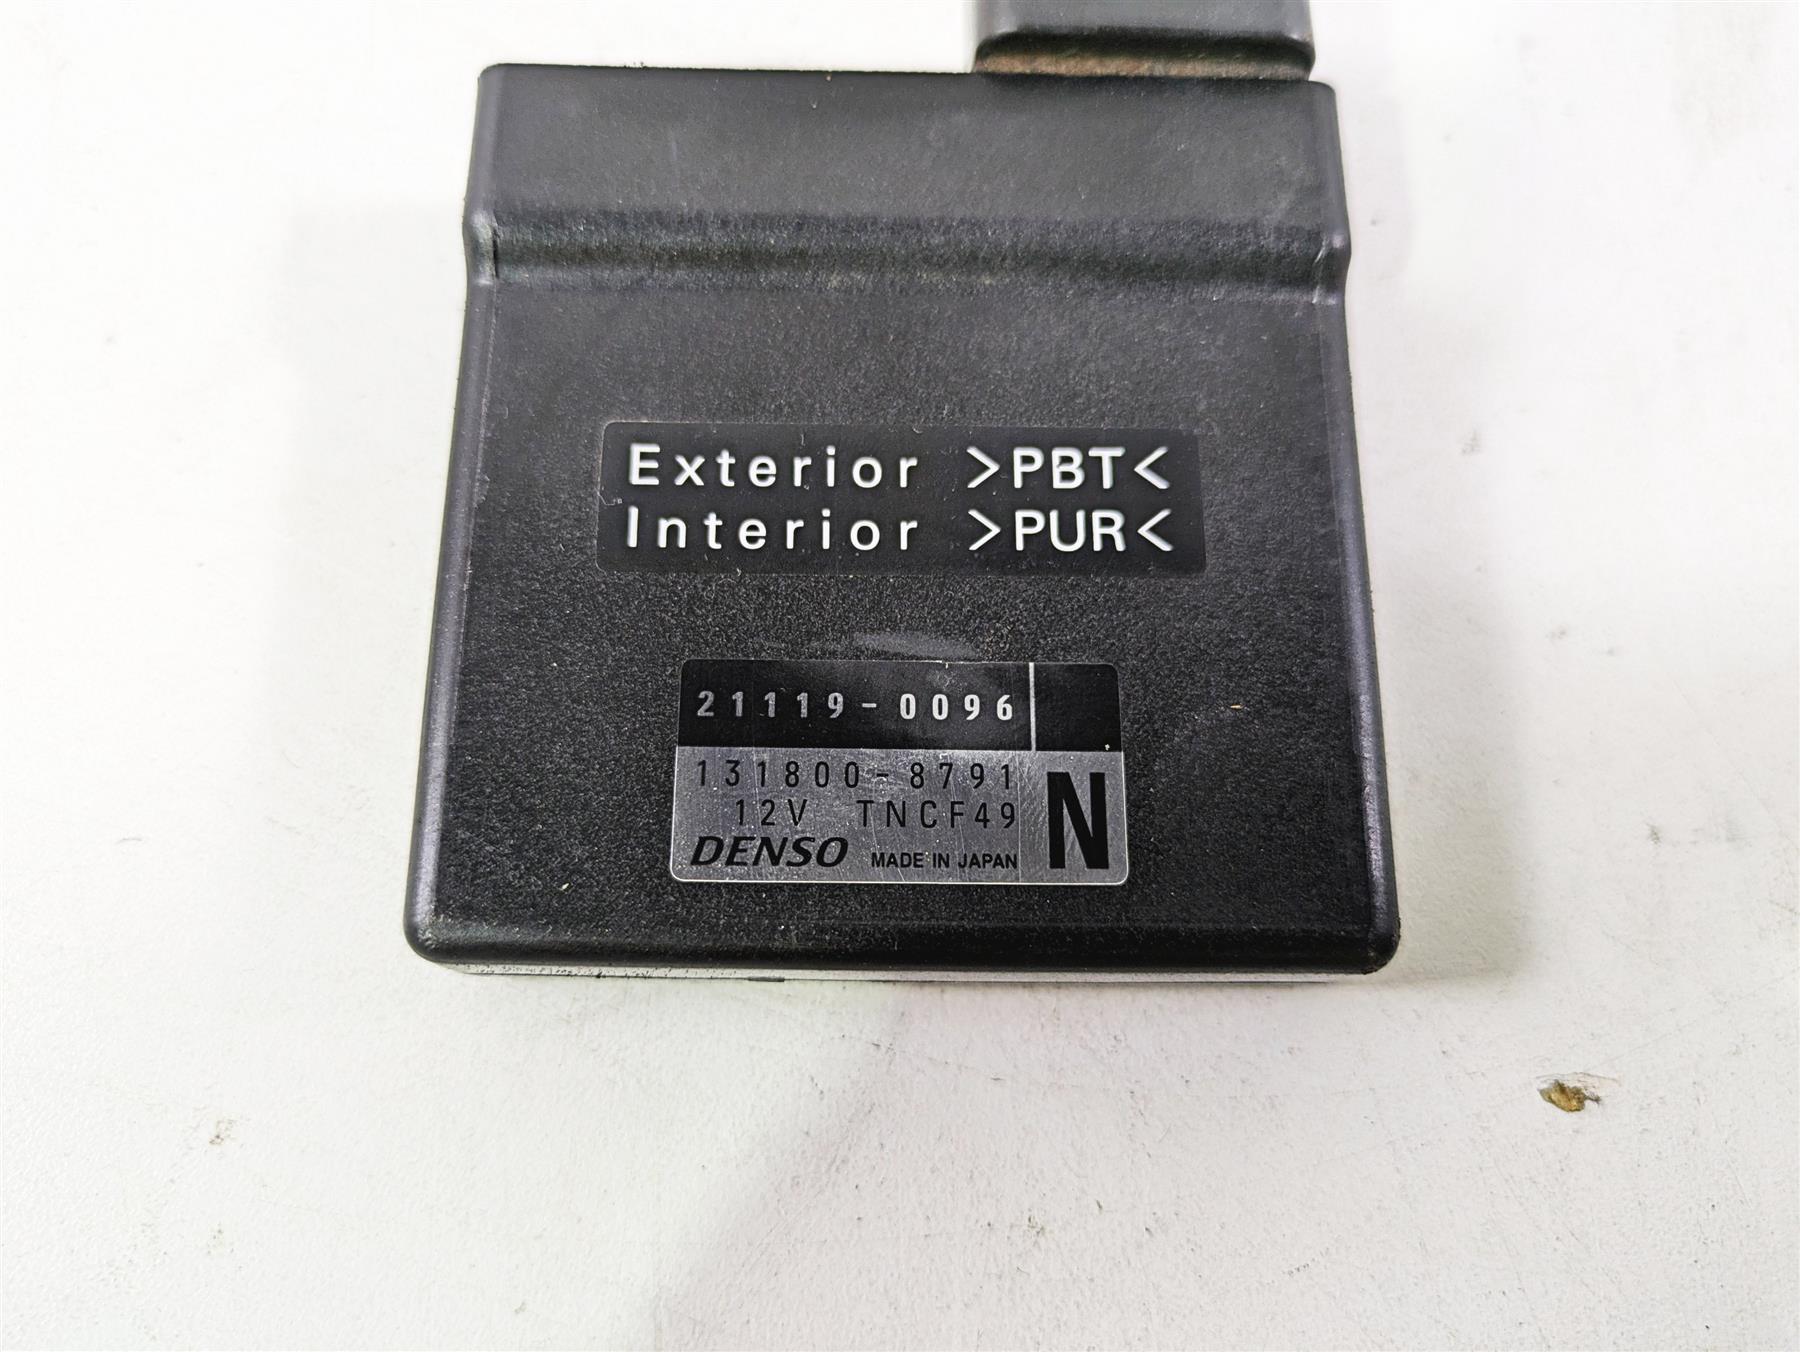 Exterior >PBT<
Interior >PUR<
21119-0096
131800-8791
12V TNCF49
N
DENSO MADE IN JAPAN